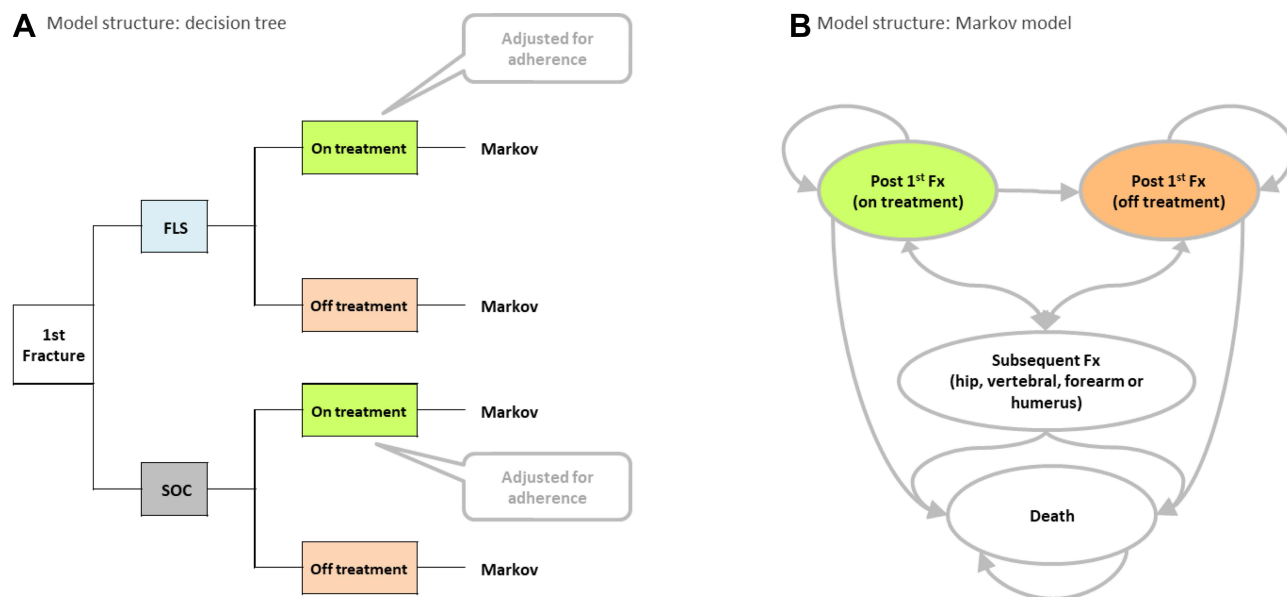 A Model structure: decision tree
Adjusted for
adherence
On treatment
Markov
FLS
Off treatment
Markov
1st
Fracture
On treatment
Markov
SOC
Adjusted for
adherence
Off treatment
Markov
B Model structure: Markov model
Post 1st Fx
(on treatment)
Post 1st Fx
(off treatment)
Subsequent Fx
(hip, vertebral, forearm or
humerus)
Death